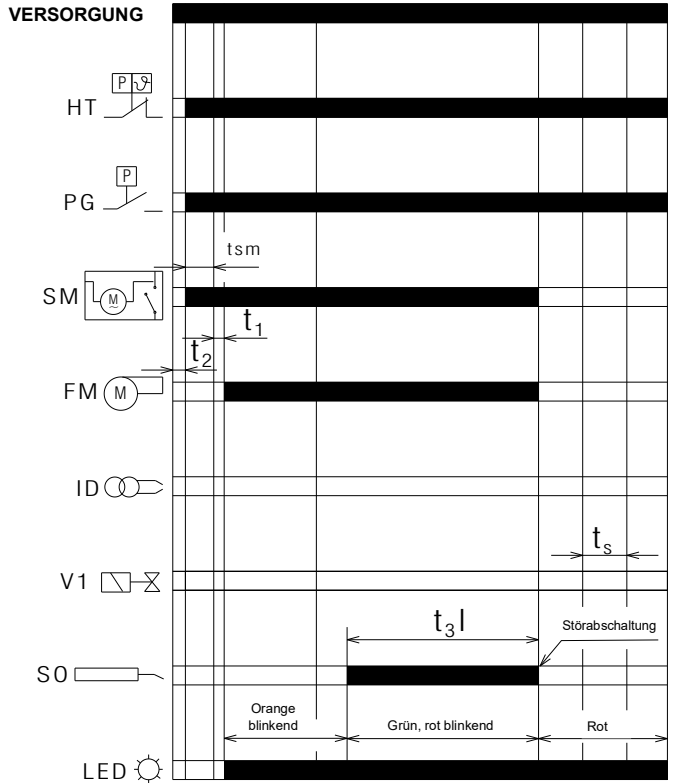 VERSORGUNG
P ϑ
HT
P
PG
tsm
SM M ~
t1
t2
FM M
ID
ts
V1
t3l
Störabschaltung
S0
Orange
blinkend
Grün, rot blinkend
Rot
LED